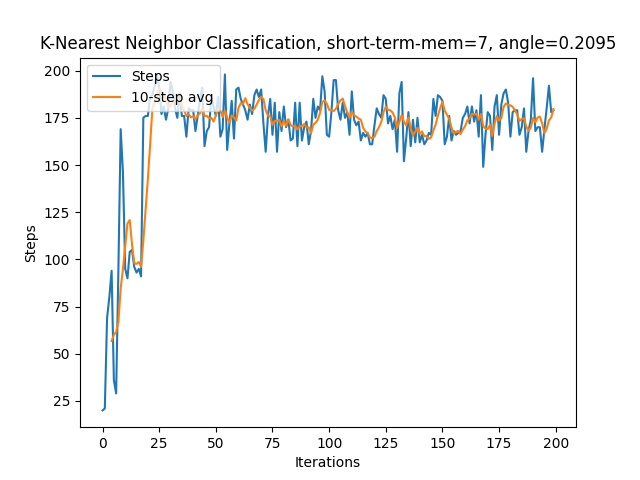 K-Nearest Neighbor Classification, short-term-mem=7, angle=0.2095
Steps
10-step avg
200
175
150
125
100
75
50
25
Steps
0 25 50 75 100 125 150 175 200
Iterations